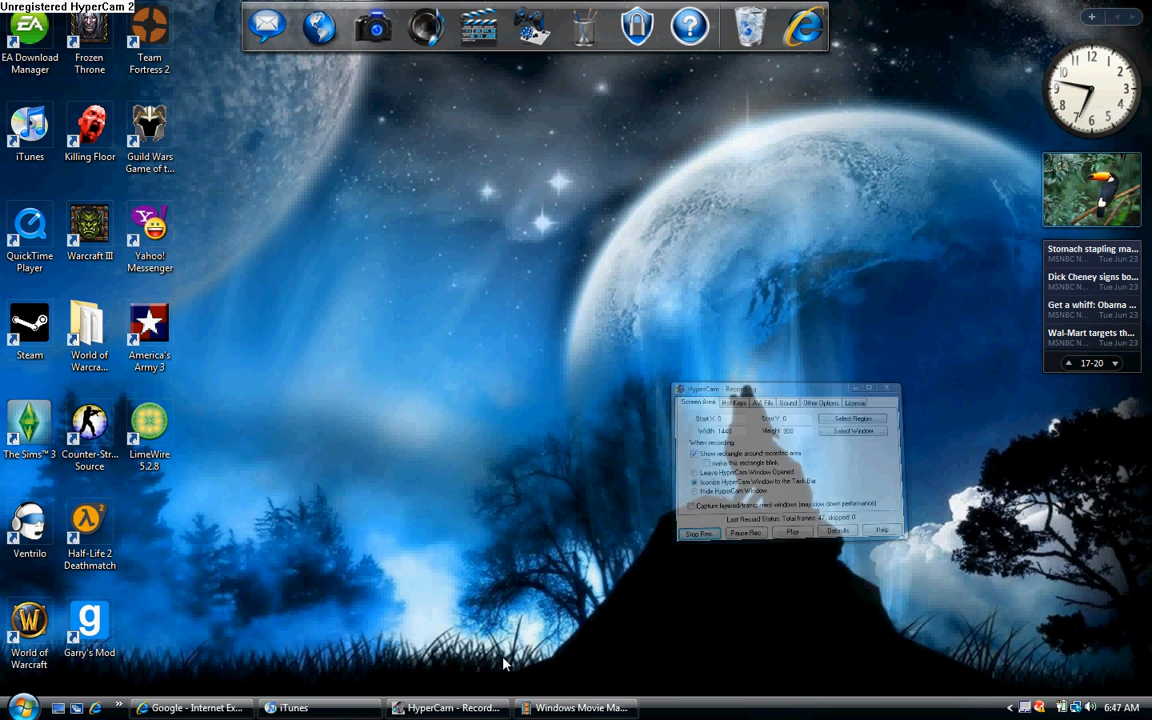 Unregistered HyperCam 2
EA Download
Manager
Frozen
Throne
Team
Fortress 2
iTunes
Killing Floor
Guild Wars
Game of t...
QuickTime
Player
Warcraft III
Yahoo!
Messenger
Steam
World of
Warcra...
America's
Army 3
The Sims™ 3
Counter-Str...
Source
LimeWire
5.2.8
Ventrilo
Half-Life 2
Deathmatch
World of
Warcraft
Garry's Mod
Stomach stapling ma...
MSNBC N... Tue Jun 23
Dick Cheney signs bo...
MSNBC N... Tue Jun 23
Get a whiff: Obama ...
MSNBC N... Tue Jun 23
Wal-Mart targets th...
MSNBC N... Tue Jun 23
17-20
HyperCam - Recording
Screen Area Hot Keys AVI File Sound Other Options License
Start X: 0 Start Y: 0 Select Region
Width Height Select Window
When recording
Show rectangle around recorded area
make this rectangle blink
Leave HyperCam Window Opened
Iconize HyperCam Window to the Task Bar
Hide HyperCam Window
Capture layered/transparent windows (may slow down performance)
Last Record Status: Total frames: 47, skipped: 0
Stop Rec. Pause Rec. Play Defaults Help
Google - Internet Ex...
iTunes
HyperCam - Record...
Windows Movie Ma...
6:47 AM